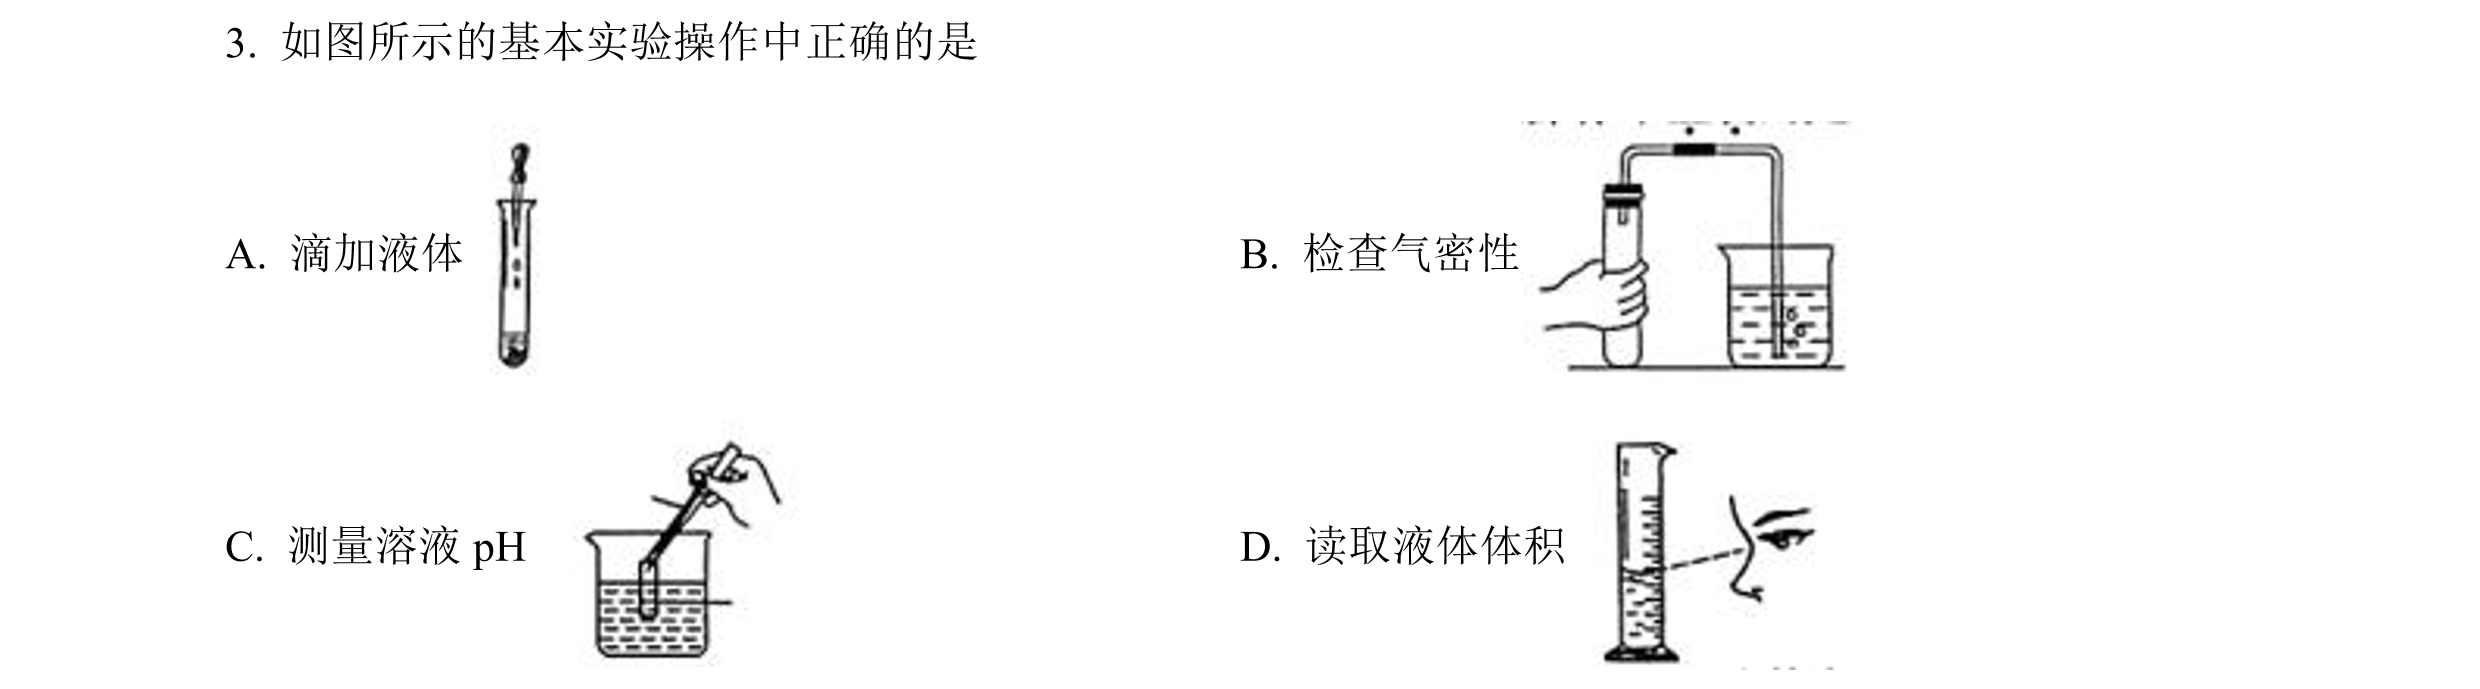 3. 如图所示的基本实验操作中正确的是
A. 滴加液体
B. 检查气密性
C. 测量溶液 pH
D. 读取液体体积